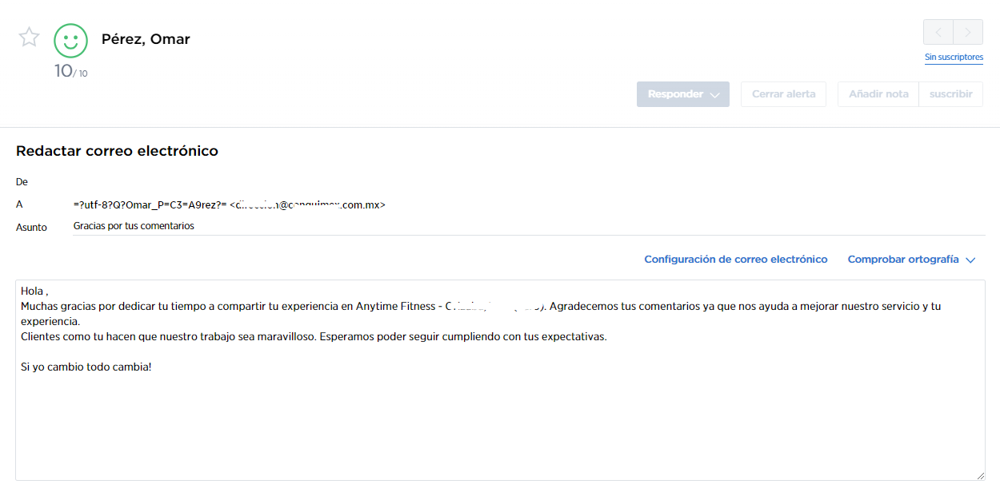 Pérez, Omar
10/ 10
Sin suscriptores
Responder
Cerrar alerta
Añadir nota
suscribir
Redactar correo electrónico
De
A =?utf-8?Q?Omar_P=C3=A9rez?= < .com.mx>
Asunto Gracias por tus comentarios
Configuración de correo electrónico
Comprobar ortografía
Hola ,
Muchas gracias por dedicar tu tiempo a compartir tu experiencia en Anytime Fitness - . Agradecemos tus comentarios ya que nos ayuda a mejorar nuestro servicio y tu
experiencia.
Clientes como tu hacen que nuestro trabajo sea maravilloso. Esperamos poder seguir cumpliendo con tus expectativas.
Si yo cambio todo cambia!